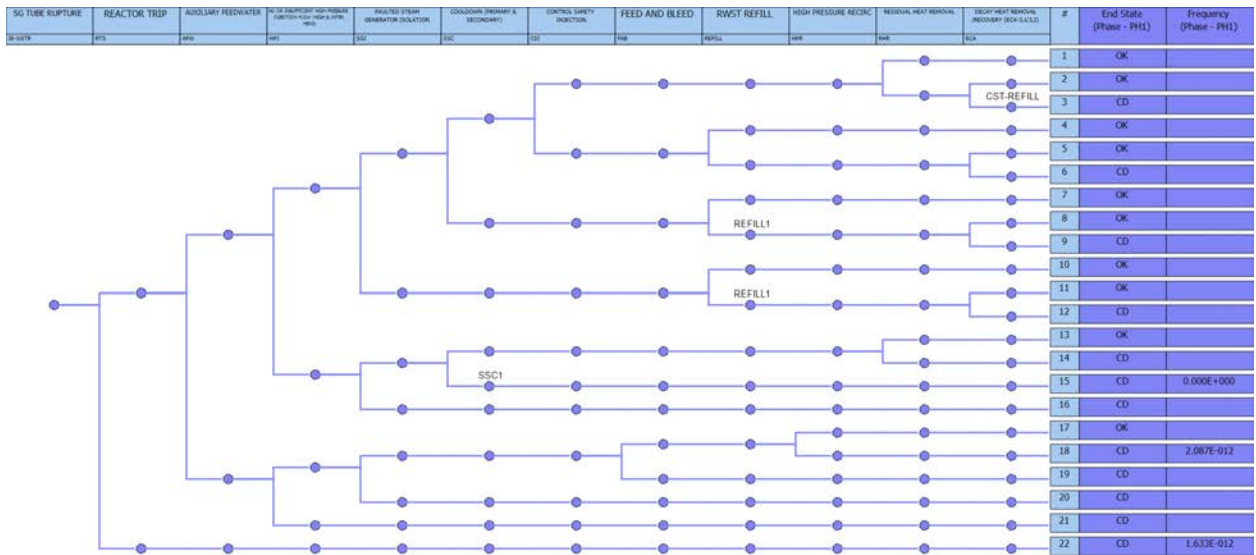 SG TUBE RUPTURE
REACTOR TRIP
AUXILIARY FEEDWATER
FAULTED STEAM
GENERATOR ISOLATION
COOLDOWN (PRIMARY &
SECONDARY)
CONTROL SAFETY
INJECTION
FEED AND BLEED
RWST REFILL
HIGH PRESSURE RECIRC
RESIDUAL HEAT REMOVAL
DECAY HEAT REMOVAL
#
End State
(Phase - PH1)
Frequency
(Phase - PH1)
IE-SGTR
RTS
AFW
HPI
SGI
SSC
CSI
FAB
REFILL
HPR
RHR
ECA
1 OK
2 OK
CST-REFILL
3 CD
4 OK
5 OK
6 CD
7 OK
REFILL1
8 OK
9 CD
10 OK
REFILL1
11 OK
12 CD
13 OK
14 CD
SSC1
15 CD 0.000E+000
16 CD
17 OK
18 CD 2.087E-012
19 CD
20 CD
21 CD
22 CD 1.633E-012